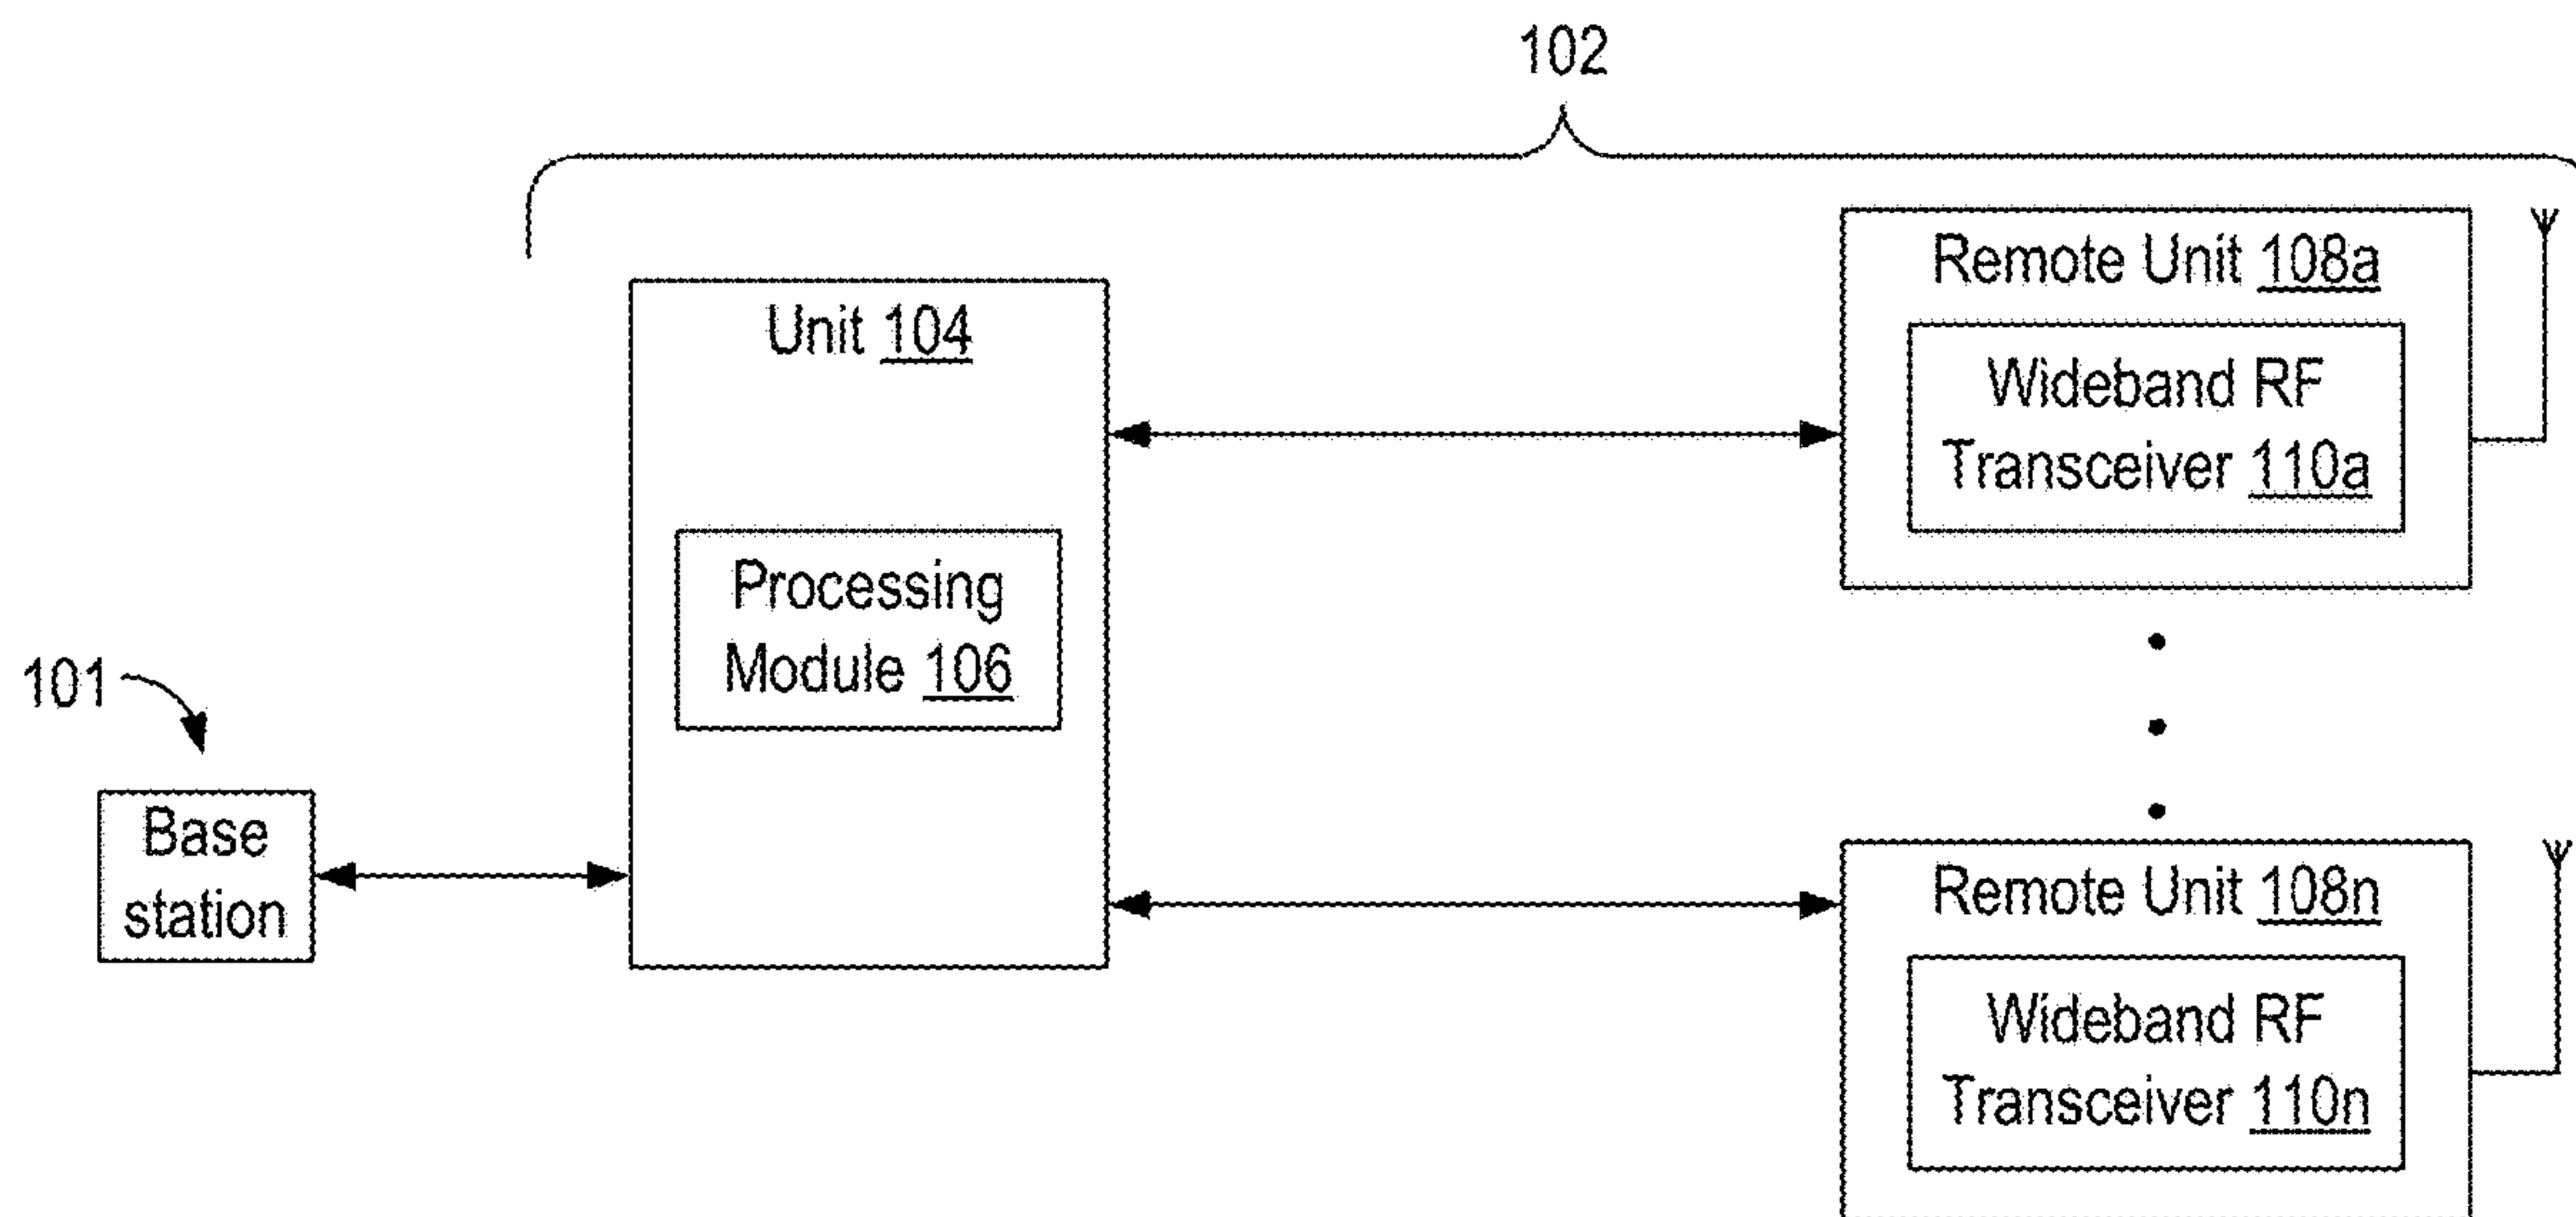 102
Unit 104
Processing
Module 106
Remote Unit 108a
Wideband RF
Transceiver 110a
101
Base
station
Remote Unit 108n
Wideband RF
Transceiver 110n